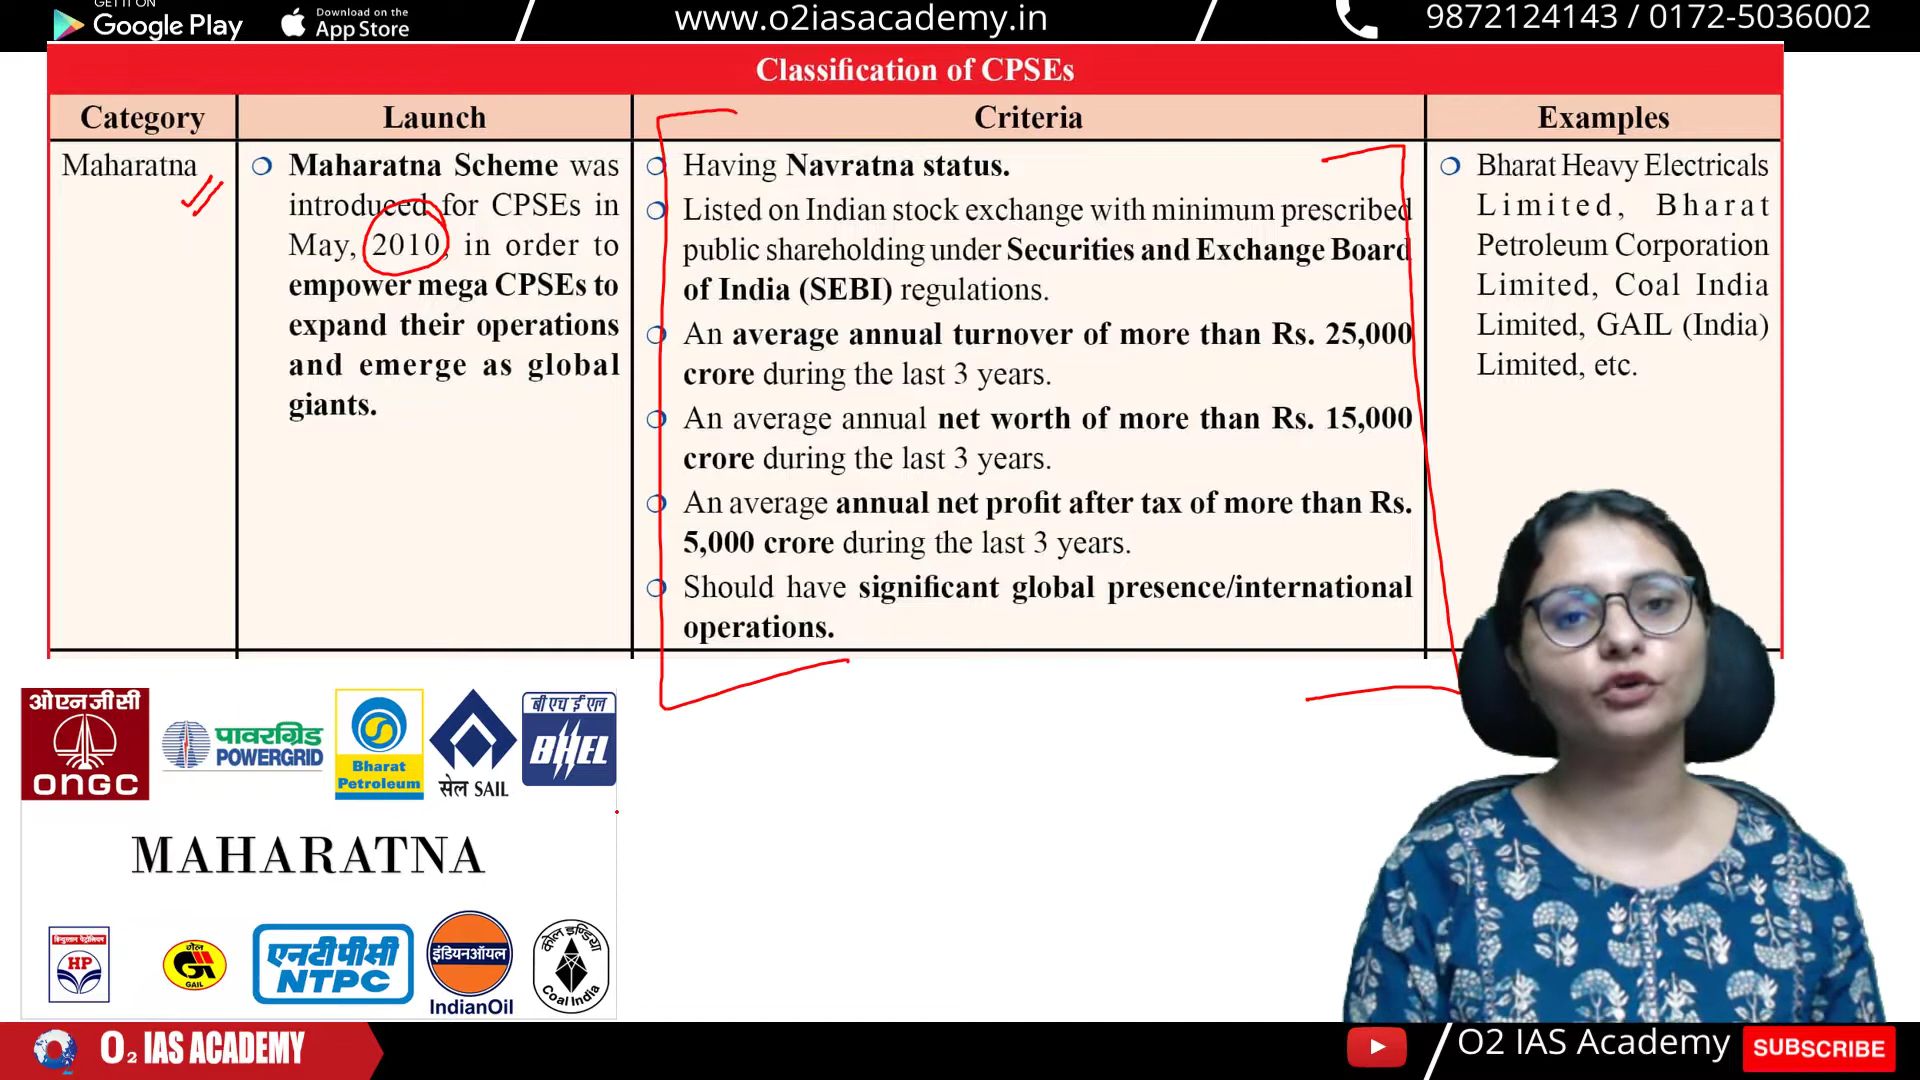 GET IT ON
Google Play
Download on the
App Store
www.o2iasacademy.in
9872124143 / 0172-5036002
Classification of CPSEs
Category
Launch
Criteria
Examples
Maharatna
Maharatna Scheme was
introduced for CPSEs in
May, 2010, in order to
empower mega CPSEs to
expand their operations
and emerge as global
giants.
Having Navratna status.
Listed on Indian stock exchange with minimum prescribed
public shareholding under Securities and Exchange Board
of India (SEBI) regulations.
An average annual turnover of more than Rs. 25,000
crore during the last 3 years.
An average annual net worth of more than Rs. 15,000
crore during the last 3 years.
An average annual net profit after tax of more than Rs.
5,000 crore during the last 3 years.
Should have significant global presence/international
operations.
Bharat Heavy Electricals
Limited, Bharat
Petroleum Corporation
Limited, Coal India
Limited, GAIL (India)
Limited, etc.
ओएनजीसी
ONGC
पावरग्रिड
POWERGRID
Bharat
Petroleum
सेल SAIL
बी एच ई एल
BHEL
MAHARATNA
हिन्दुस्तान पेट्रोलियम
HP
गेल
GAIL
एनटीपीसी
NTPC
इंडियनऑयल
IndianOil
कोल इण्डिया
Coal India
O2 IAS ACADEMY
O2 IAS Academy
SUBSCRIBE